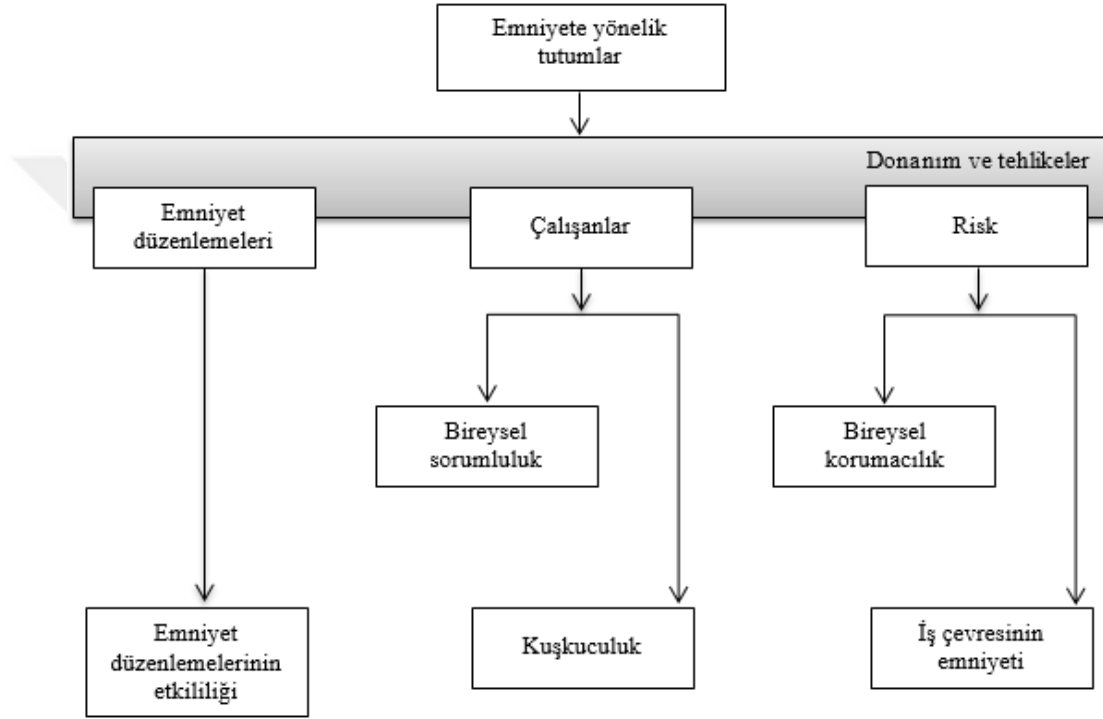 Emniyete yönelik
tutumlar
Donanım ve tehlikeler
Emniyet
düzenlemeleri
Çalışanlar
Risk
Bireysel
sorumluluk
Bireysel
korumacılık
Emniyet
düzenlemelerinin
etkililiği
Kuşkuculuk
İş çevresinin
emniyeti